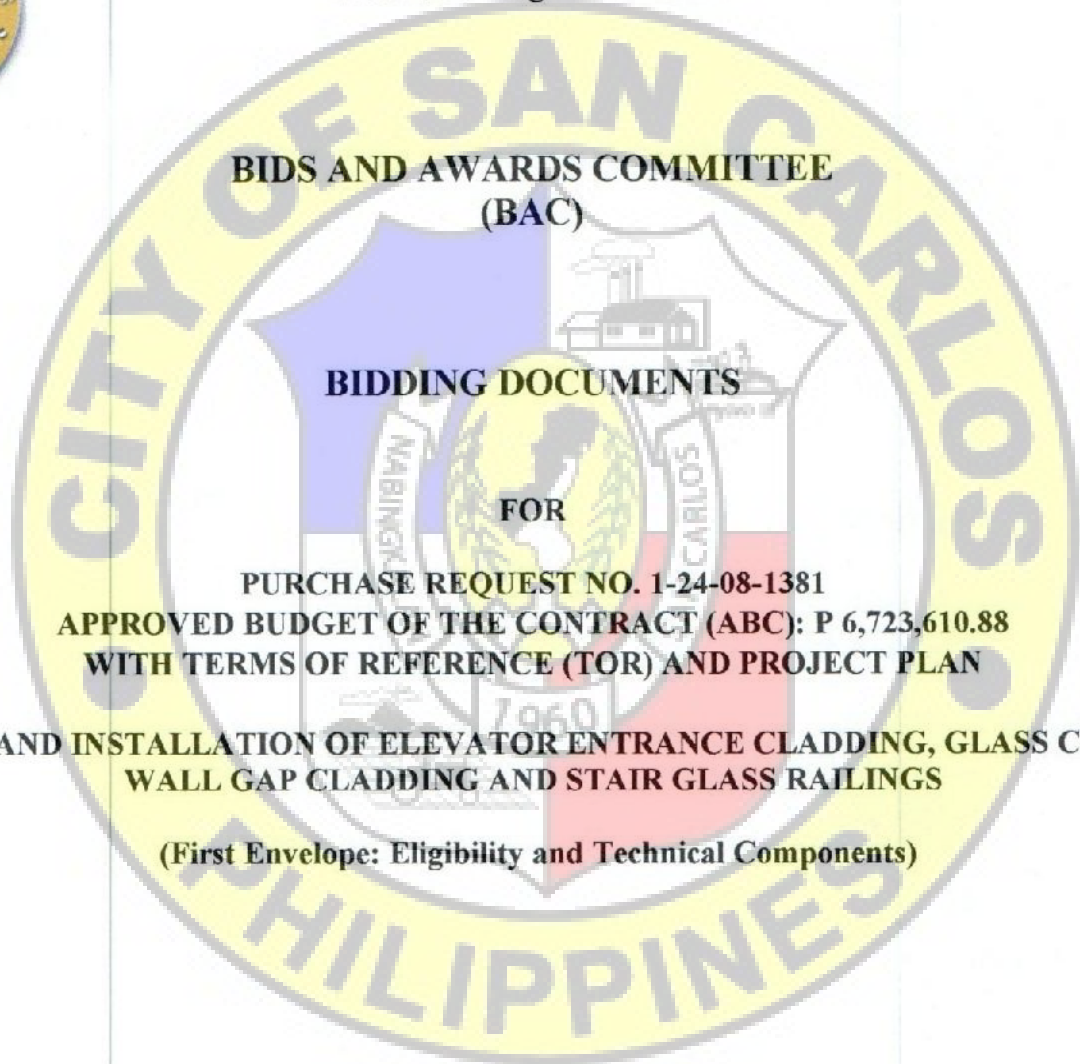 CITY OF SAN CARLOS
BIDS AND AWARDS COMMITTEE
(BAC)
BIDDING DOCUMENTS
FOR
PURCHASE REQUEST NO. 1-24-08-1381
APPROVED BUDGET OF THE CONTRACT (ABC): P 6,723,610.88
WITH TERMS OF REFERENCE (TOR) AND PROJECT PLAN
1960
AND INSTALLATION OF ELEVATOR ENTRANCE CLADDING, GLASS C
WALL GAP CLADDING AND STAIR GLASS RAILINGS
(First Envelope: Eligibility and Technical Components)
PHILIPPINES